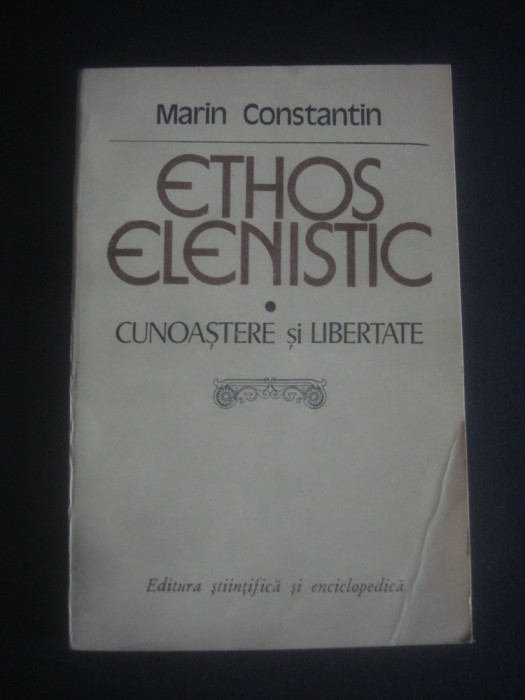 Marin Constantin
ETHOS
ELENISTIC
•
CUNOAȘTERE și LIBERTATE
Editura științifică și enciclopedică